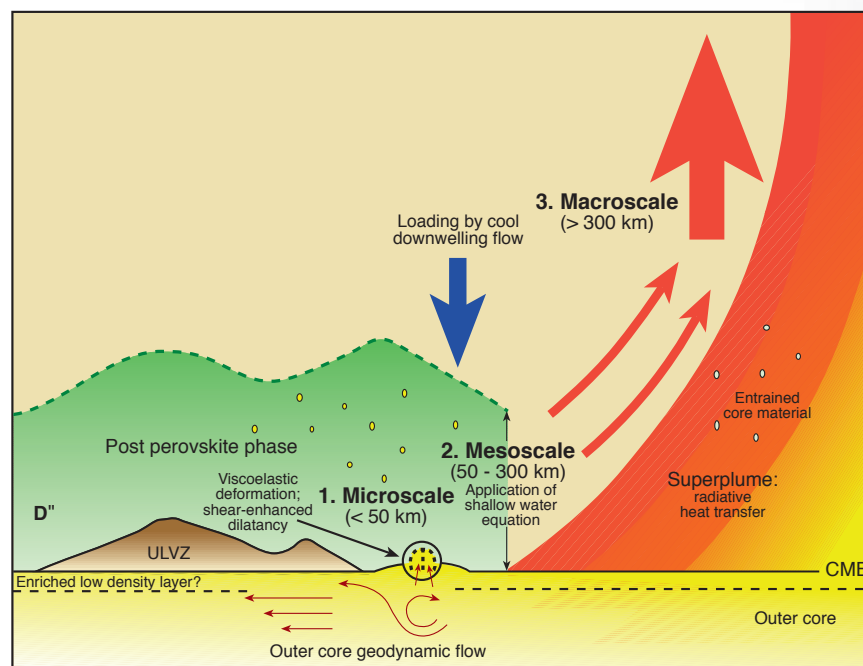 3. Macroscale
(> 300 km)
Loading by cool
downwelling flow
Entrained
core material
Post perovskite phase
2. Mesoscale
(50 - 300 km)
Application of
shallow water
equation
Viscoelastic
deformation;
shear-enhanced
dilatancy
1. Microscale
(< 50 km)
Superplume:
radiative
heat transfer
D"
ULVZ
CMB
Enriched low density layer?
Outer core
Outer core geodynamic flow